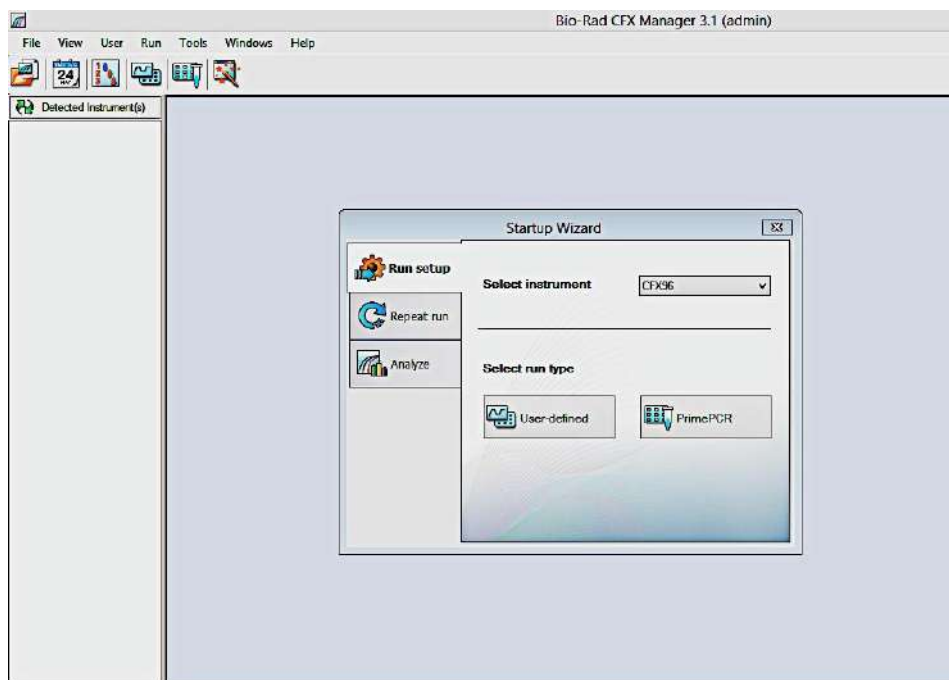 Bio-Rad CFX Manager 3.1 (admin)
File View User Run Tools Windows Help
24
Detected Instrument(s)
Startup Wizard
Run setup
Repeat run
Analyze
Select instrument
CFX96
Select run type
User-defined
PrimePCR